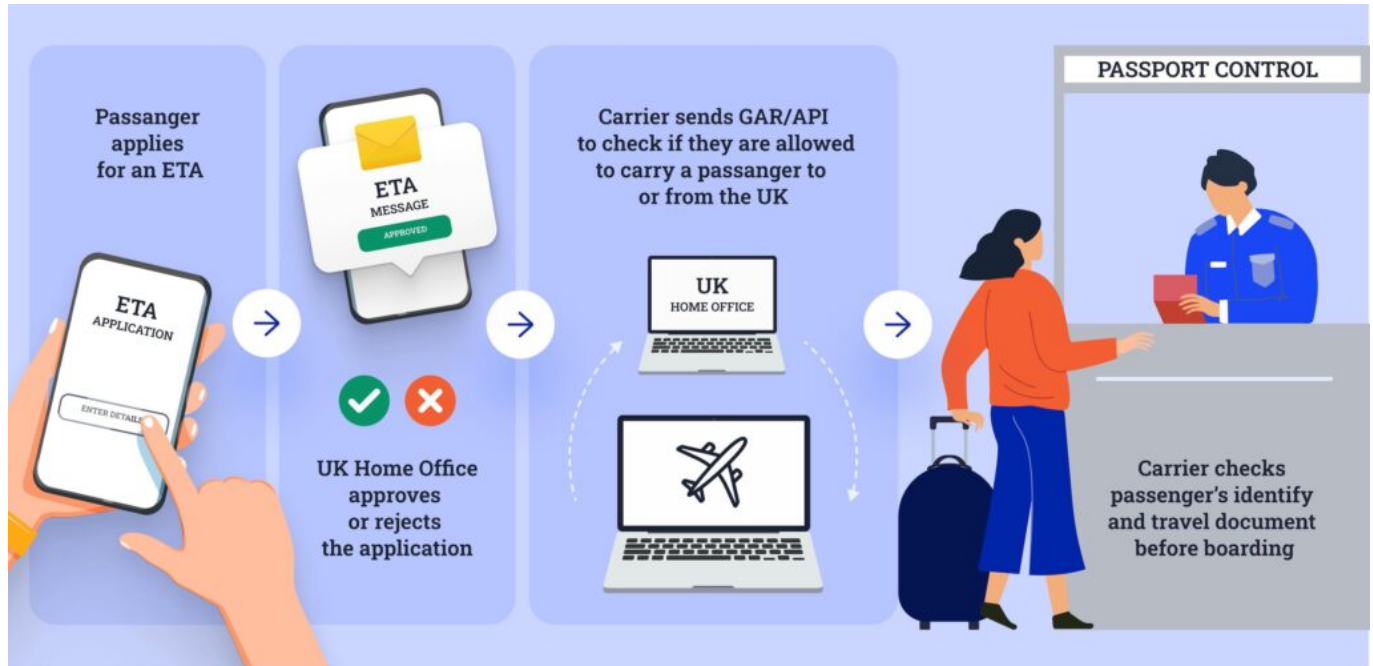 Passanger
applies
for an ETA
ETA
APPLICATION
ENTER DETAILS
ETA
MESSAGE
APPROVED
UK Home Office
approves
or rejects
the application
Carrier sends GAR/API
to check if they are allowed
to carry a passanger to
or from the UK
UK
HOME OFFICE
PASSPORT CONTROL
Carrier checks
passenger's identify
and travel document
before boarding